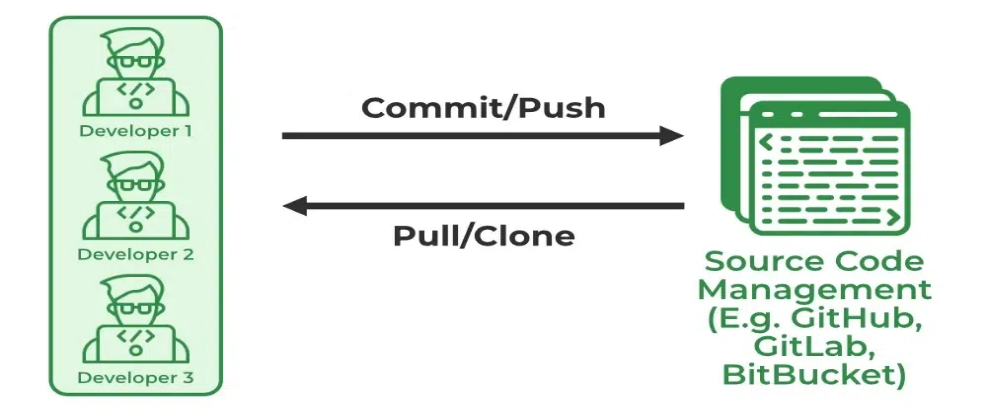 Developer 1
Developer 2
Developer 3
Commit/Push
Pull/Clone
Source Code
Management
(E.g. GitHub,
GitLab,
BitBucket)